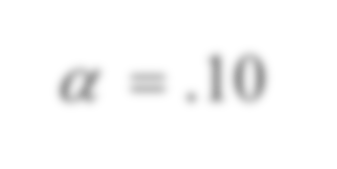 α = .10